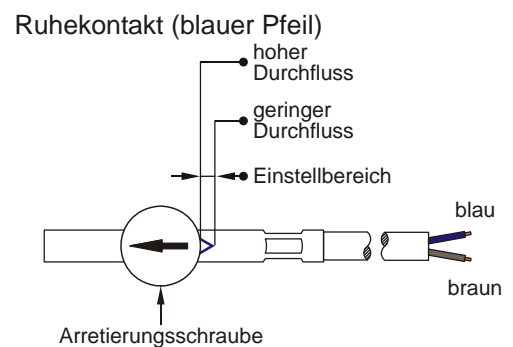 Ruhekontakt (blauer Pfeil)
hoher
Durchfluss
geringer
Durchfluss
Einstellbereich
blau
braun
Arretierungsschraube